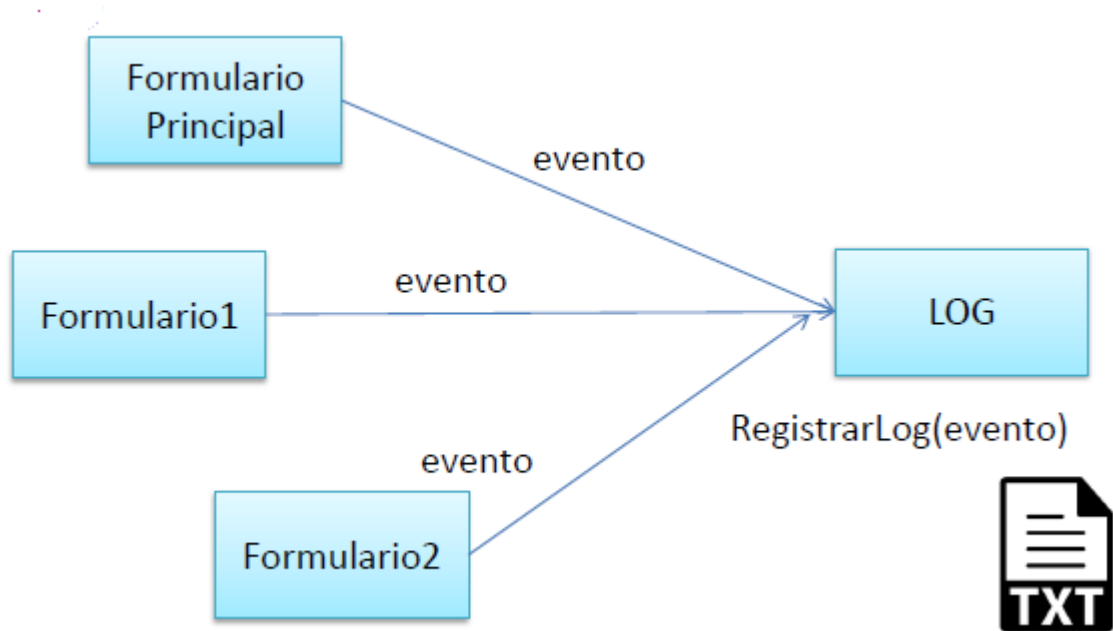 Formulario
Principal
evento
evento
Formulario1
LOG
RegistrarLog(evento)
evento
Formulario2
TXT